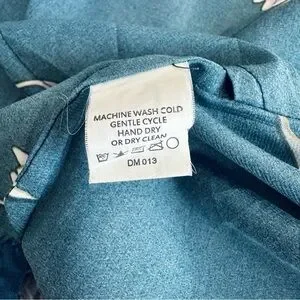 MACHINE WASH COLD
GENTLE CYCLE
HAND DRY
OR DRY CLEAN
DM 013